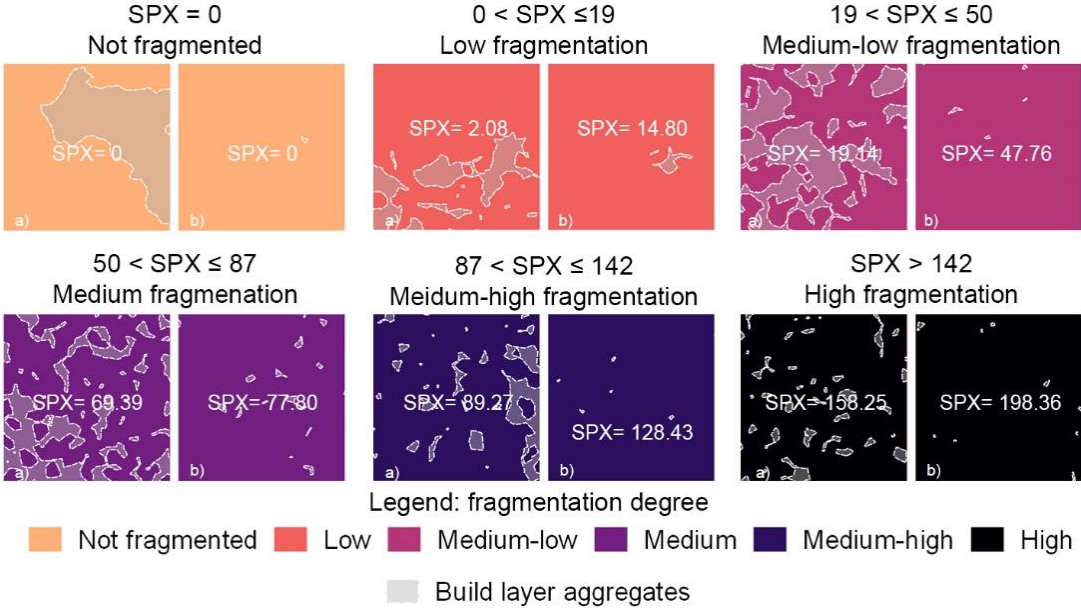 SPX = 0
Not fragmented
SPX= 0
a)
SPX= 0
b)
0 < SPX ≤19
Low fragmentation
SPX= 2.08
a)
SPX= 14.80
b)
19 < SPX ≤ 50
Medium-low fragmentation
SPX= 19.14
a)
SPX= 47.76
b)
50 < SPX ≤ 87
Medium fragmenation
SPX= 69.39
a)
SPX= 77.80
b)
87 < SPX ≤ 142
Meidum-high fragmentation
SPX= 89.27
a)
SPX= 128.43
b)
SPX > 142
High fragmentation
SPX= 158.25
a)
SPX= 198.36
b)
Legend: fragmentation degree
Not fragmented Low Medium-low Medium Medium-high High
Build layer aggregates